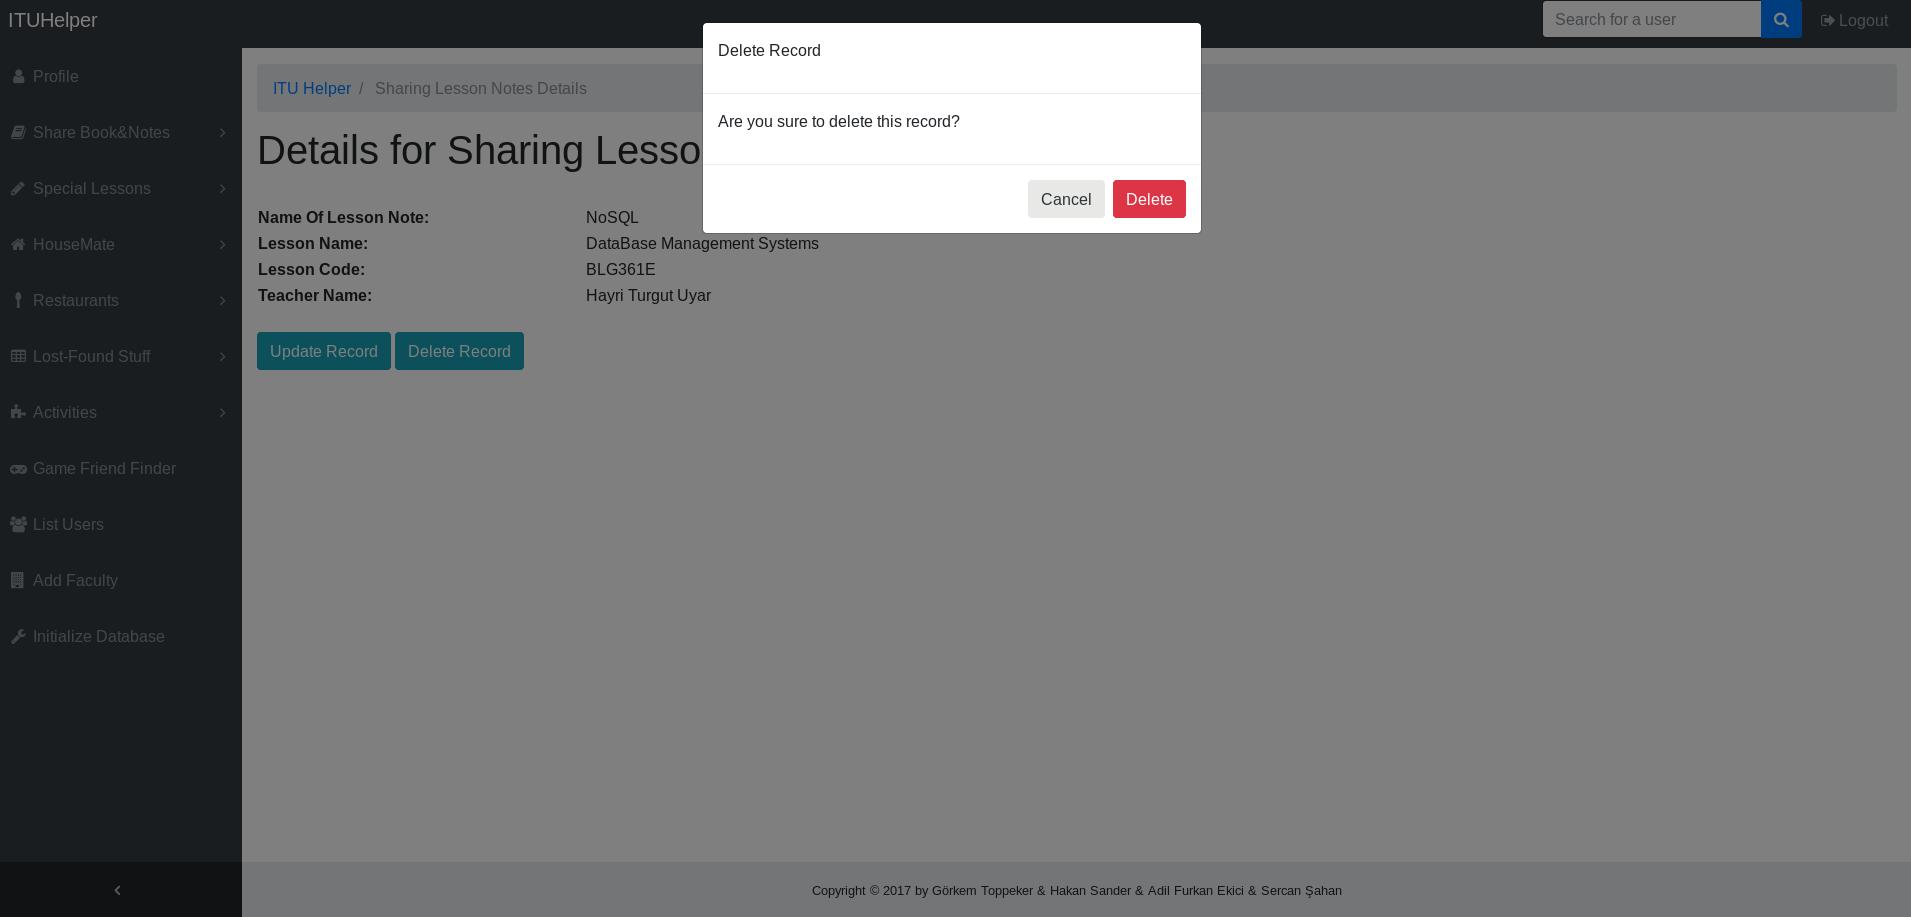 ITUHelper
Search for a user
Logout
Delete Record
Are you sure to delete this record?
Cancel
Delete
Profile
Share Book&Notes
Special Lessons
HouseMate
Restaurants
Lost-Found Stuff
Activities
Game Friend Finder
List Users
Add Faculty
Initialize Database
ITU Helper / Sharing Lesson Notes Details
Details for Sharing Lesso
Name Of Lesson Note: NoSQL
Lesson Name: DataBase Management Systems
Lesson Code: BLG361E
Teacher Name: Hayri Turgut Uyar
Update Record
Delete Record
Copyright © 2017 by Görkem Toppeker & Hakan Sander & Adil Furkan Ekici & Sercan Şahan